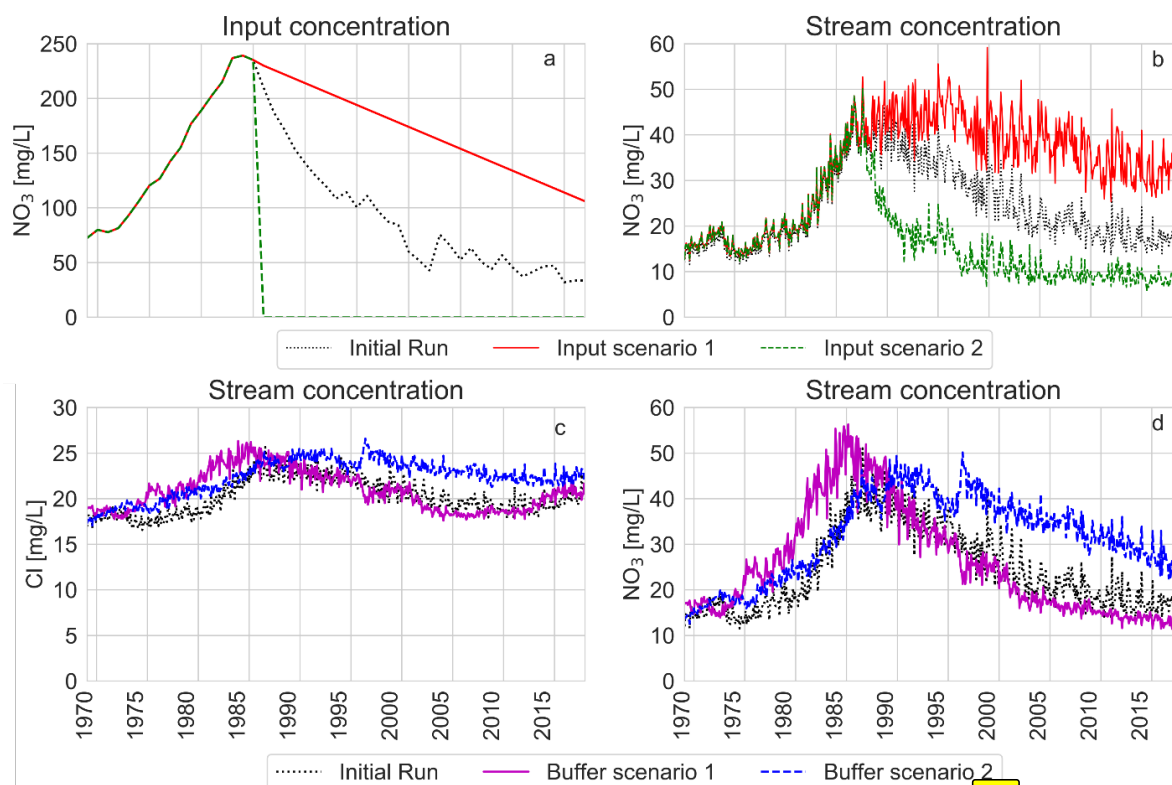 Input concentration
Stream concentration
a
b
NO3 [mg/L]
250
200
150
100
50
0
NO3 [mg/L]
60
50
40
30
20
10
0
Initial Run
Input scenario 1
Input scenario 2
Stream concentration
Stream concentration
c
d
Cl [mg/L]
30
25
20
15
10
5
0
NO3 [mg/L]
60
50
40
30
20
10
0
1970 1975 1980 1985 1990 1995 2000 2005 2010 2015
1970 1975 1980 1985 1990 1995 2000 2005 2010 2015
Initial Run
Buffer scenario 1
Buffer scenario 2